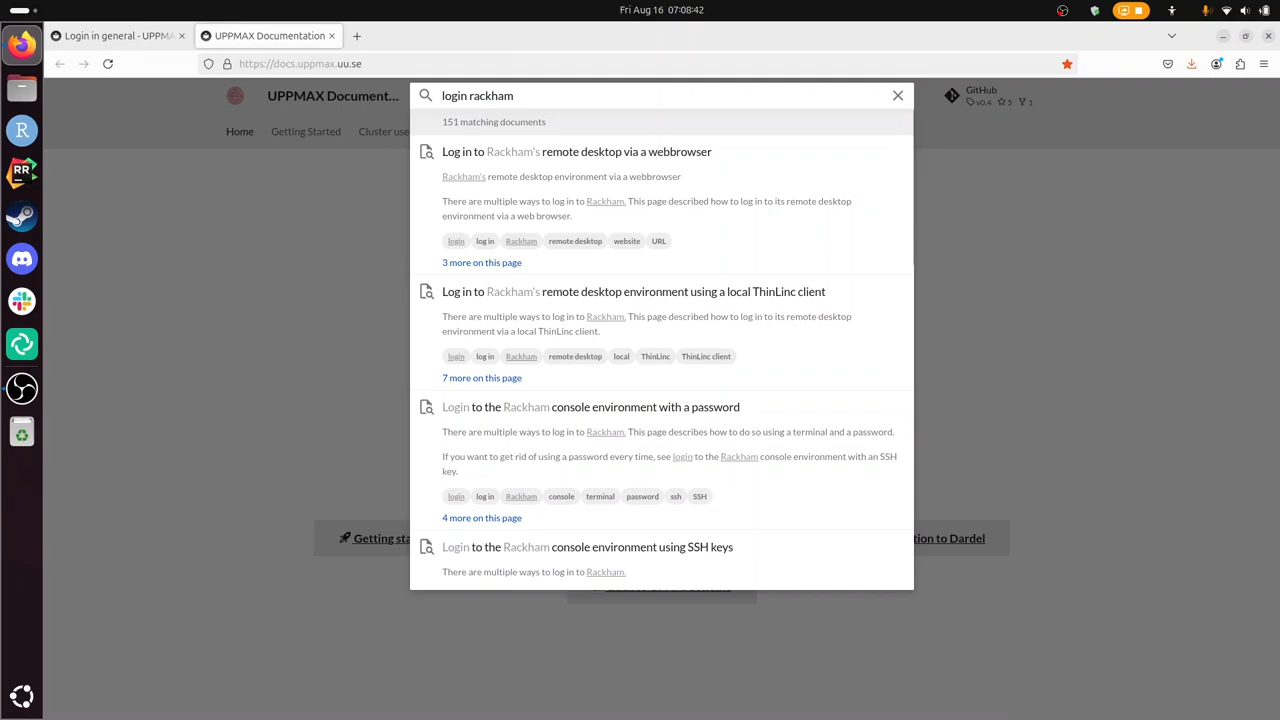 Fri Aug 16 07:08:42
Login in general - UPPMA
UPPMAX Documentation
https://docs.uppmax.uu.se
UPPMAX Document...
GitHub
v0.4 5 1
Home Getting Started Cluster use
login rackham
151 matching documents
Log in to Rackham's remote desktop via a webbrowser
Rackham's remote desktop environment via a webbrowser
There are multiple ways to log in to Rackham. This page described how to log in to its remote desktop
environment via a web browser.
login log in Rackham remote desktop website URL
3 more on this page
Log in to Rackham's remote desktop environment using a local ThinLinc client
There are multiple ways to log in to Rackham. This page described how to log in to its remote desktop
environment via a local ThinLinc client.
login log in Rackham remote desktop local ThinLinc ThinLinc client
7 more on this page
Login to the Rackham console environment with a password
There are multiple ways to log in to Rackham. This page describes how to do so using a terminal and a password.
If you want to get rid of using a password every time, see login to the Rackham console environment with an SSH
key.
login log in Rackham console terminal password ssh SSH
4 more on this page
Getting sta
tion to Dardel
Login to the Rackham console environment using SSH keys
There are multiple ways to log in to Rackham.